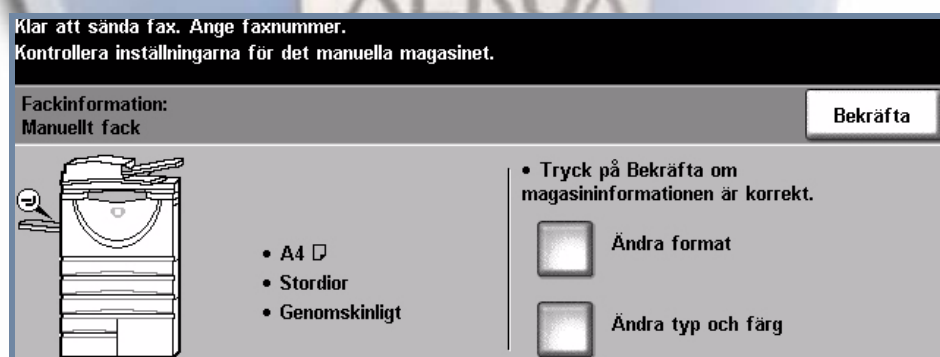 XEROX
Klar att sända fax. Ange faxnummer.
Kontrollera inställningarna för det manuella magasinet.
Fackinformation:
Manuellt fack
Bekräfta
• Tryck på Bekräfta om
magasininformationen är korrekt.
• A4
• Stordior
• Genomskinligt
Ändra format
Ändra typ och färg